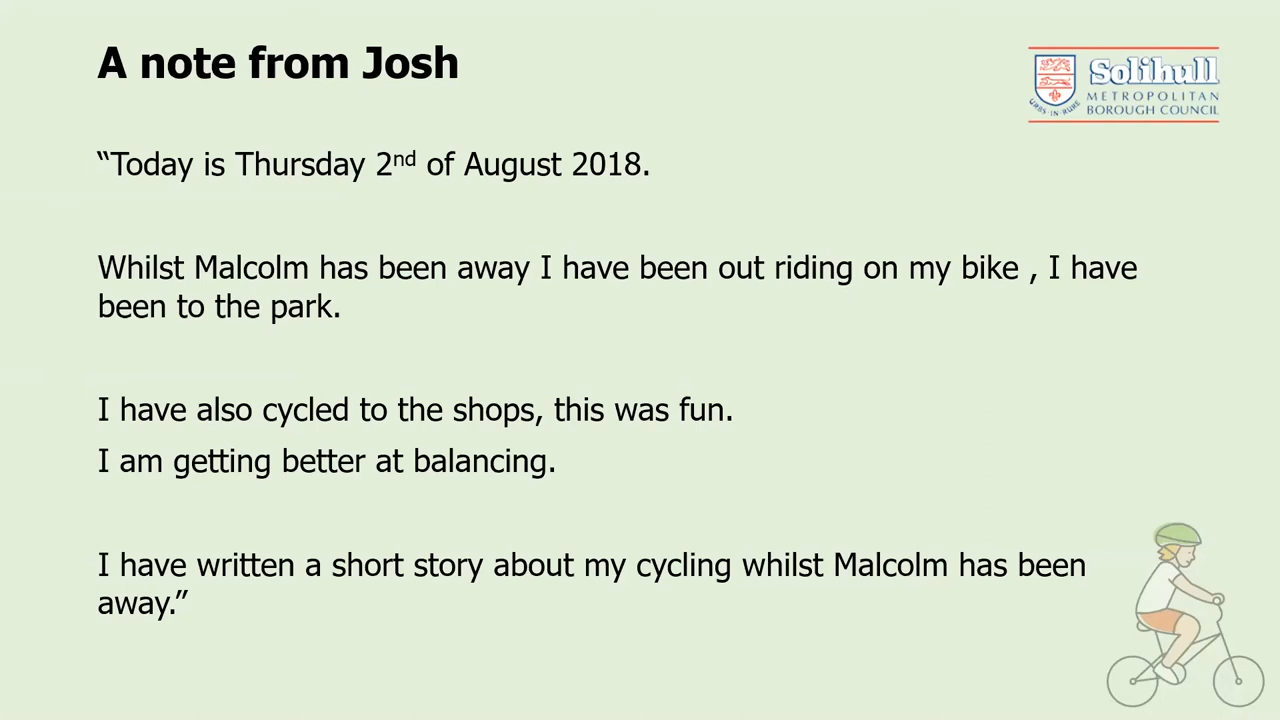 A note from Josh
Solihull
METROPOLITAN
BOROUGH COUNCIL
URBS·IN·RURE
“Today is Thursday 2nd of August 2018.
Whilst Malcolm has been away I have been out riding on my bike , I have
been to the park.
I have also cycled to the shops, this was fun.
I am getting better at balancing.
I have written a short story about my cycling whilst Malcolm has been
away.”